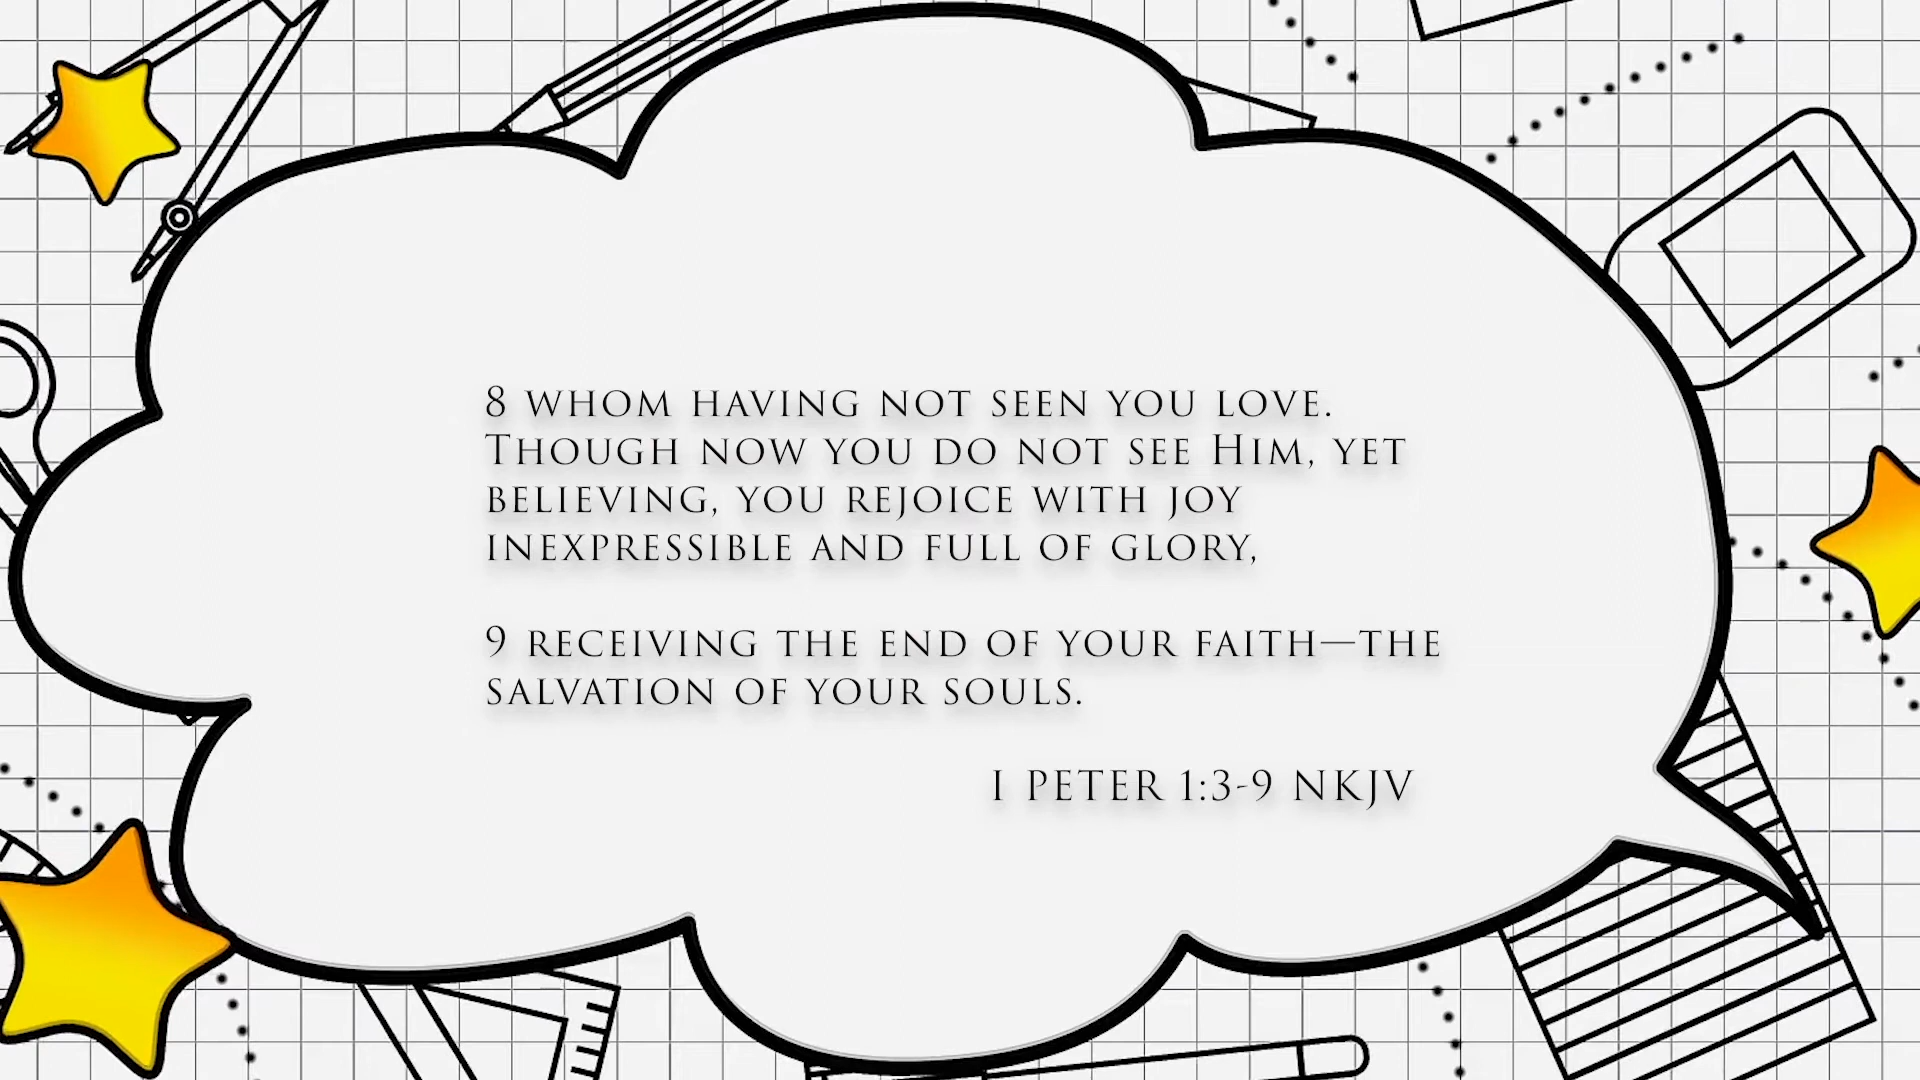 8 whom having not seen you love.
Though now you do not see Him, yet
believing, you rejoice with joy
inexpressible and full of glory,
9 receiving the end of your faith—the
salvation of your souls.
I PETER 1:3-9 NKJV